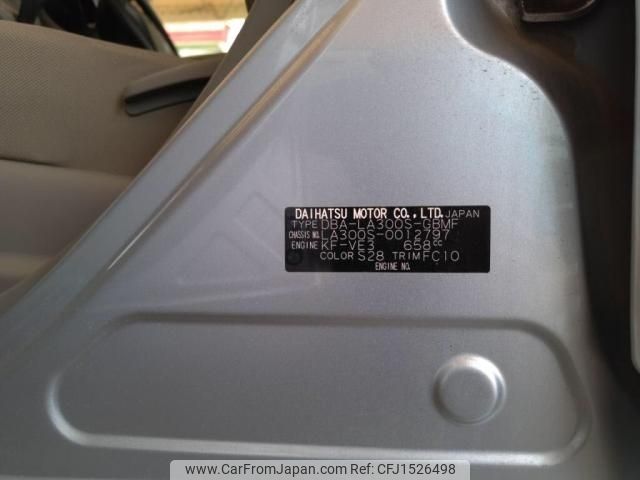 DAIHATSU MOTOR CO.,LTD. JAPAN
TYPE DBA-LA300S-GBMF
CHASSIS NO. LA300S-0012797
ENGINE KF-VE3 658cc
COLOR S28 TRIM FC10
ENGINE NO.
www.CarFromJapan.com - CFJ1526498